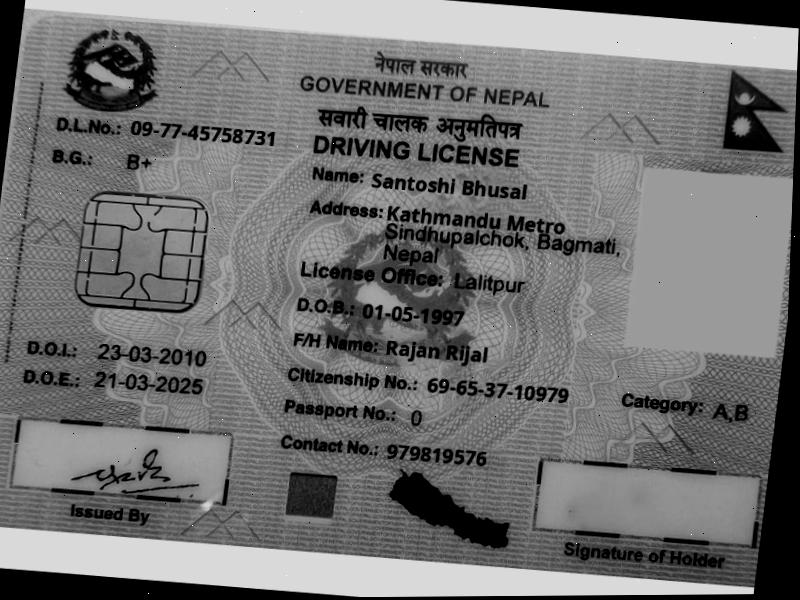 नेपाल सरकार
GOVERNMENT OF NEPAL
सवारी चालक अनुमतिपत्र
DRIVING LICENSE
D.L.No.: 09-77-45758731
B.G.: B+
Name: Santoshi Bhusal
Address: Kathmandu Metro
Sindhupalchok, Bagmati,
Nepal
License Office: Lalitpur
D.O.B.: 01-05-1997
F/H Name: Rajan Rijal
D.O.I.: 23-03-2010
D.O.E.: 21-03-2025
Citizenship No.: 69-65-37-10979
Category: A,B
Passport No.: 0
Contact No.: 979819576
Issued By
Signature of Holder